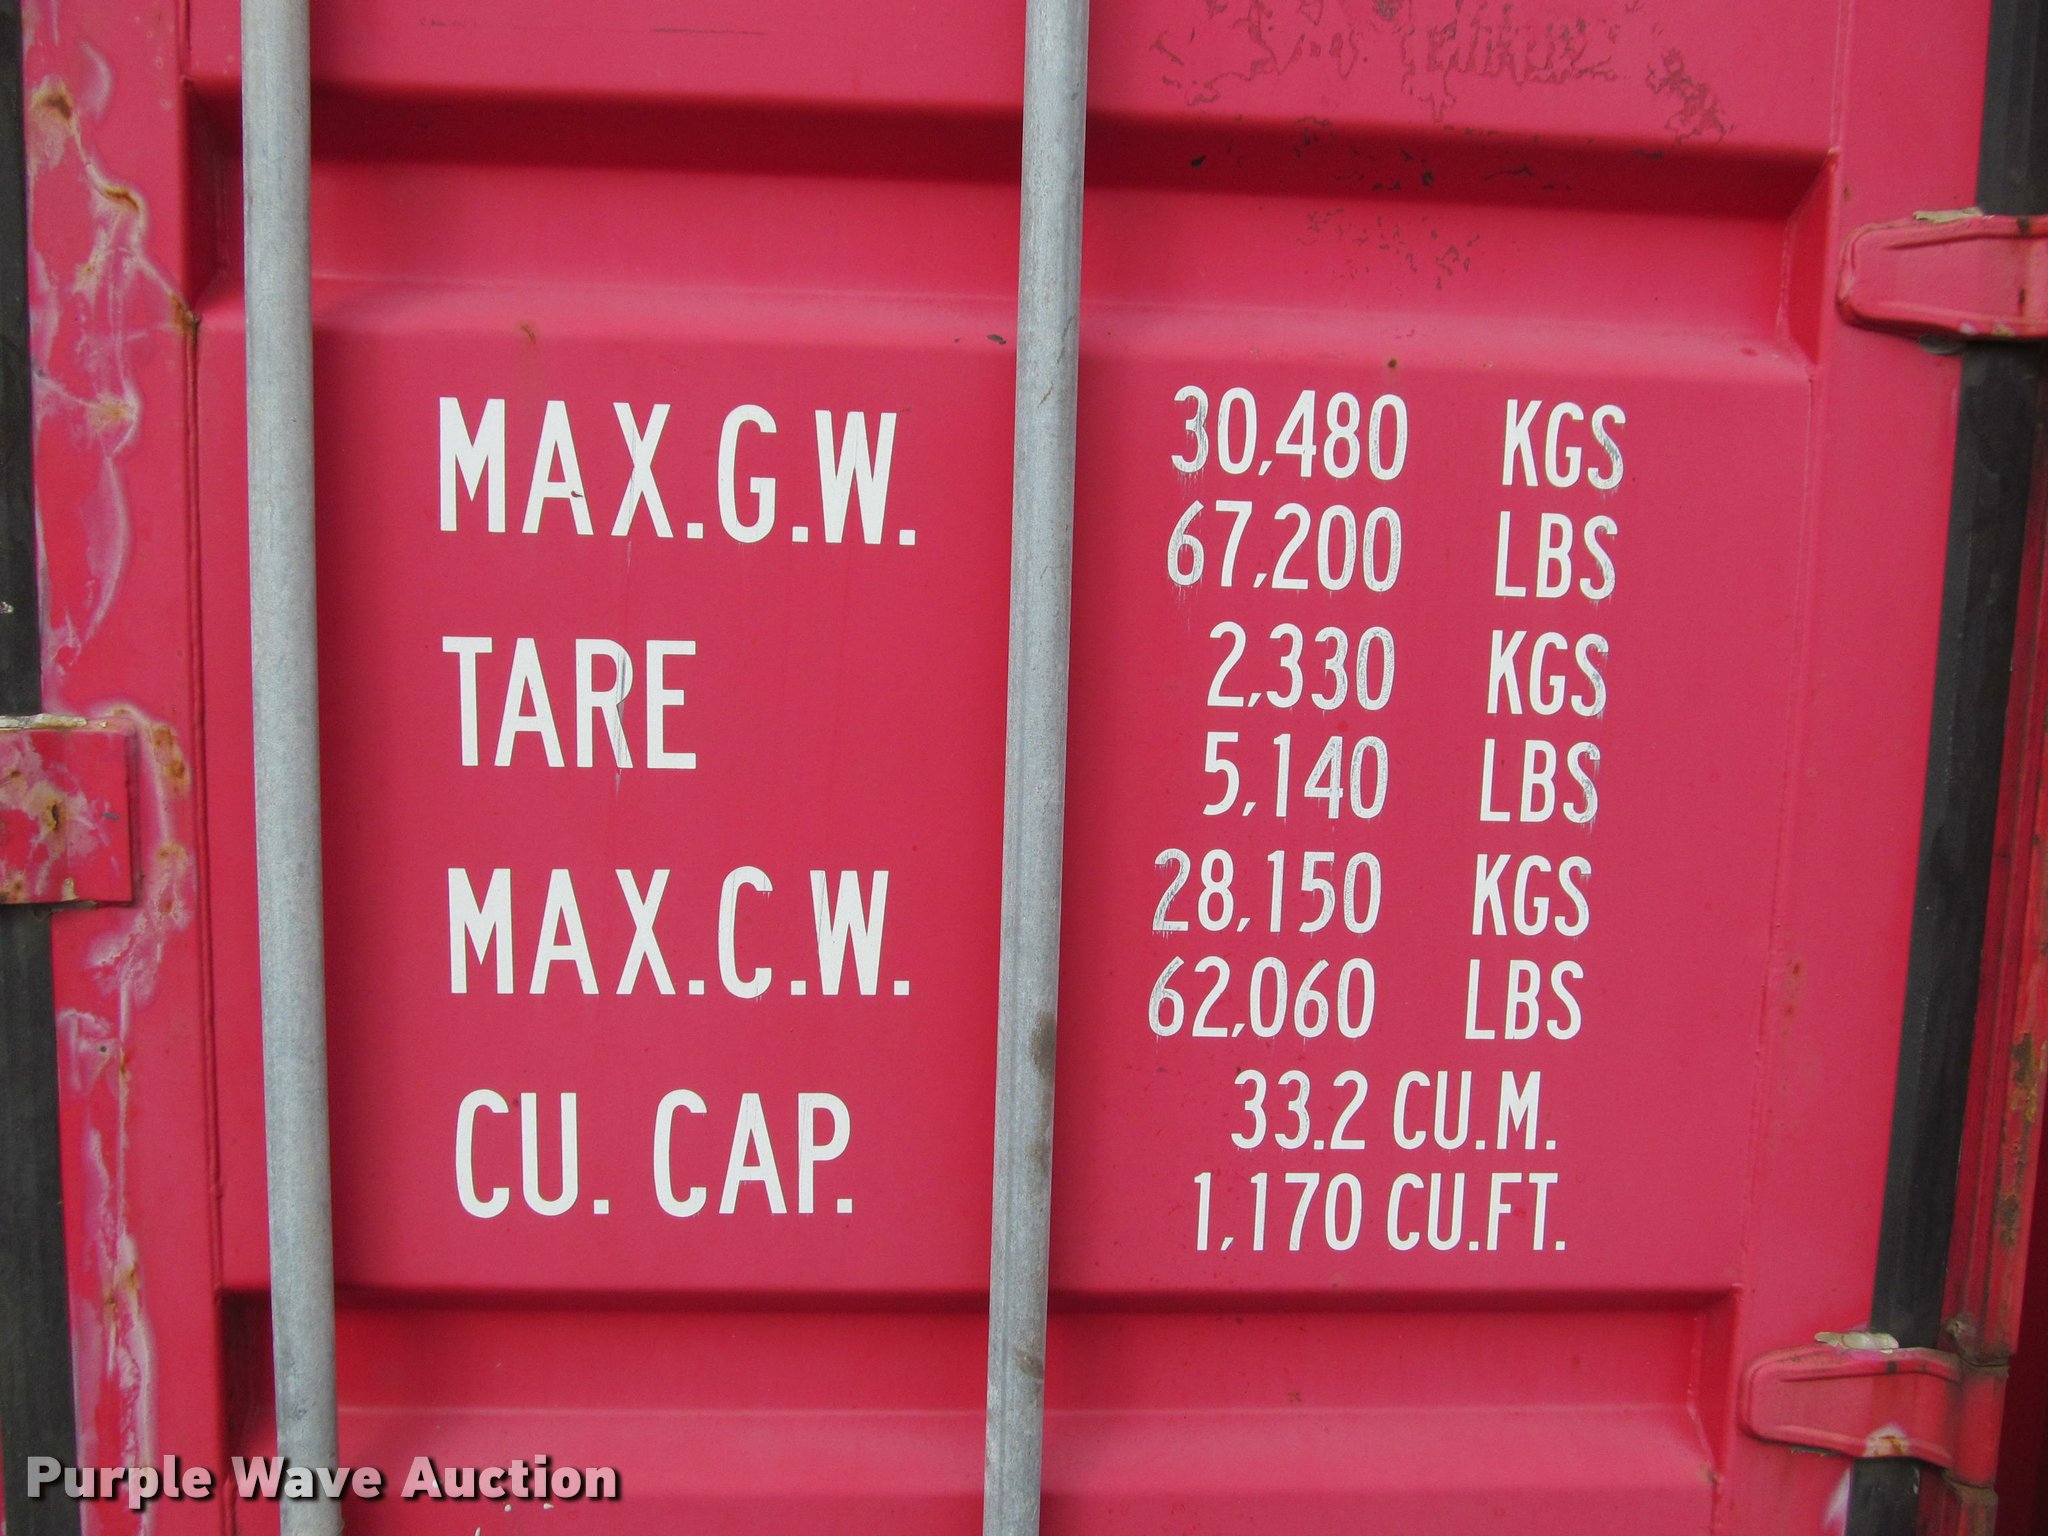 MAX.G.W. 30,480 KGS
67,200 LBS
TARE 2,330 KGS
5,140 LBS
MAX.C.W. 28,150 KGS
62,060 LBS
CU. CAP. 33.2 CU.M.
1,170 CU.FT.
Purple Wave Auction